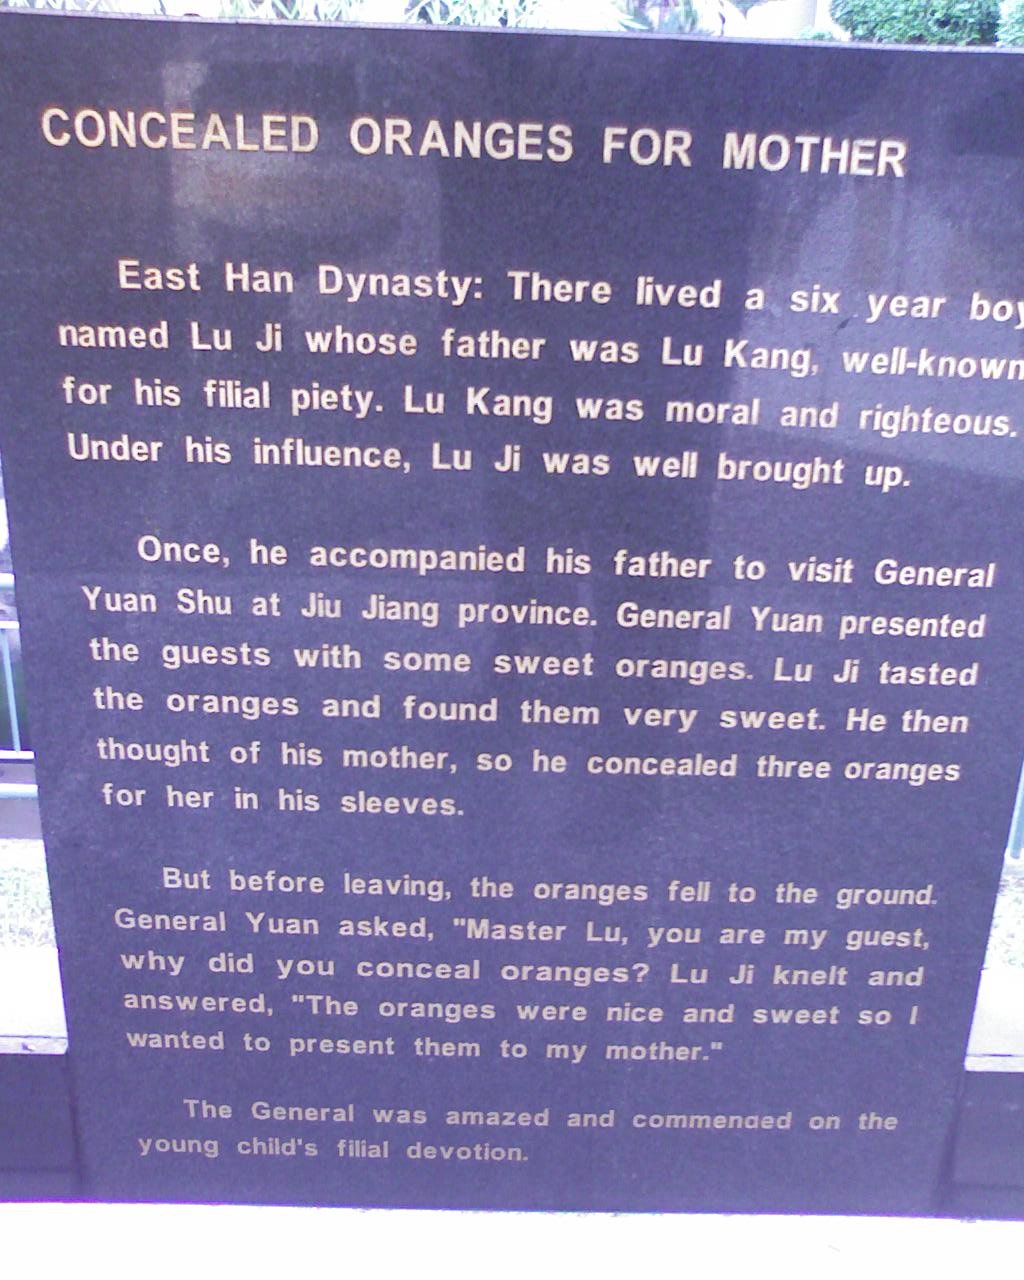 CONCEALED ORANGES FOR MOTHER
East Han Dynasty: There lived a six year boy
named Lu Ji whose father was Lu Kang, well-known
for his filial piety. Lu Kang was moral and righteous.
Under his influence, Lu Ji was well brought up.
Once, he accompanied his father to visit General
Yuan Shu at Jiu Jiang province. General Yuan presented
the guests with some sweet oranges. Lu Ji tasted
the oranges and found them very sweet. He then
thought of his mother, so he concealed three oranges
for her in his sleeves.
But before leaving, the oranges fell to the ground.
General Yuan asked, "Master Lu, you are my guest,
why did you conceal oranges? Lu Ji knelt and
answered, "The oranges were nice and sweet so I
wanted to present them to my mother."
The General was amazed and commended on the
young child's filial devotion.